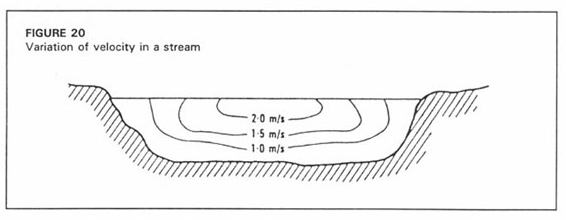 FIGURE 20
Variation of velocity in a stream
2·0 m/s
1·5 m/s
1·0 m/s